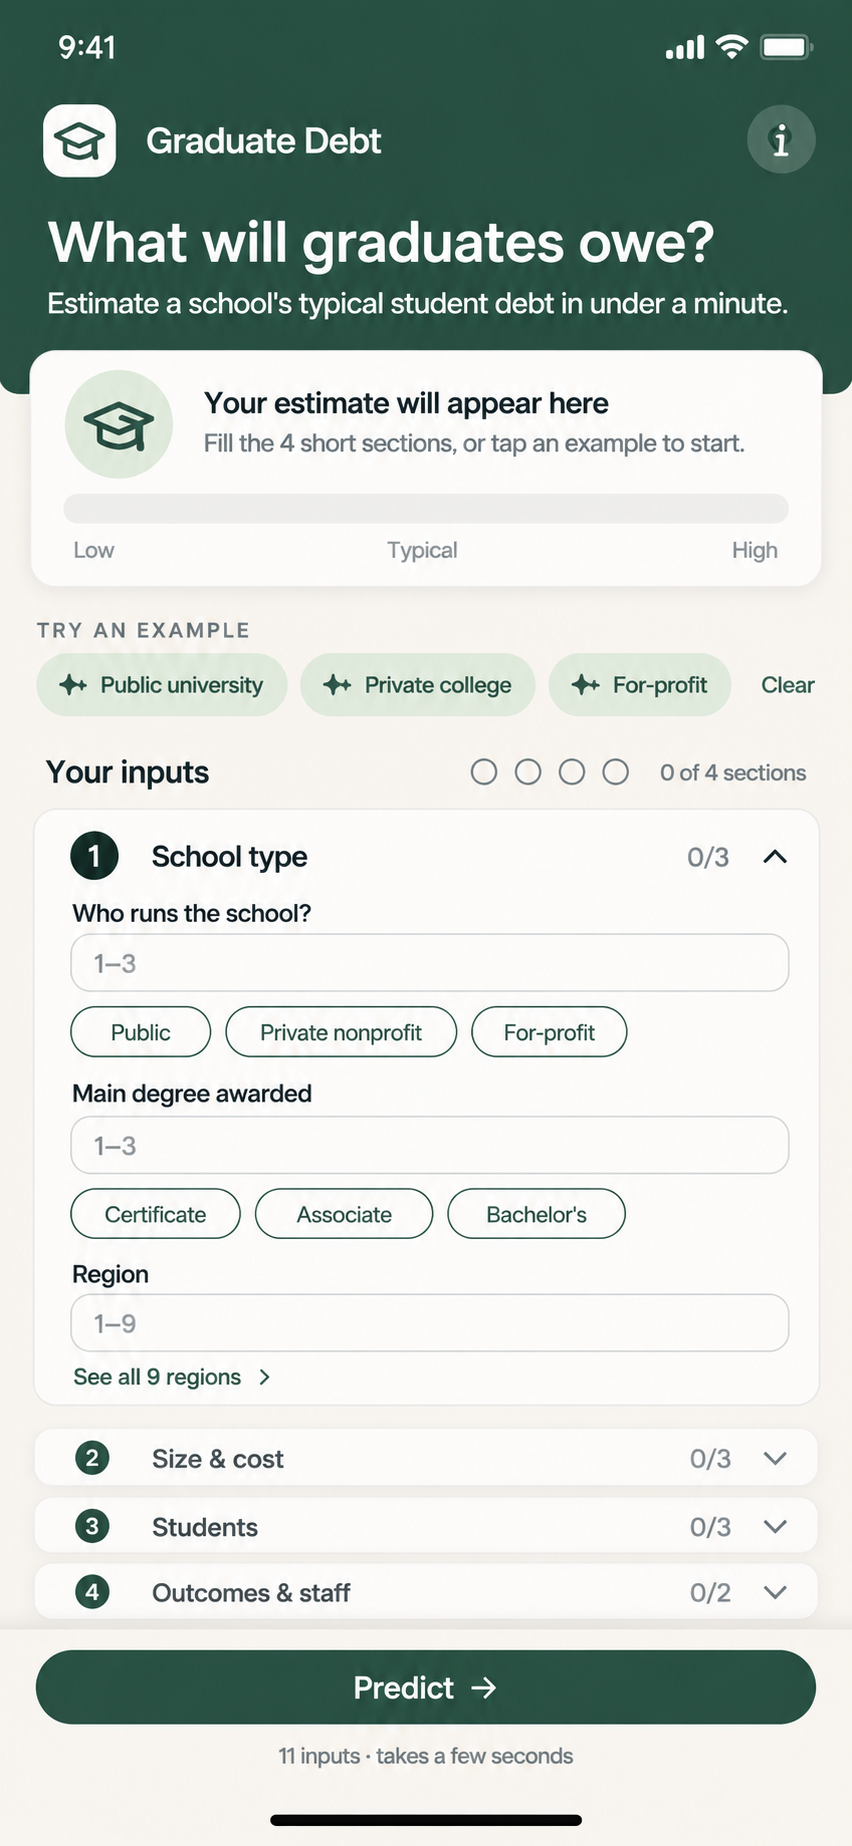 9:41
Graduate Debt
i
What will graduates owe?
Estimate a school's typical student debt in under a minute.
Your estimate will appear here
Fill the 4 short sections, or tap an example to start.
Low Typical High
TRY AN EXAMPLE
Public university Private college For-profit Clear
Your inputs 0 of 4 sections
1 School type 0/3
Who runs the school?
1–3
Public Private nonprofit For-profit
Main degree awarded
1–3
Certificate Associate Bachelor's
Region
1–9
See all 9 regions >
2 Size & cost 0/3
3 Students 0/3
4 Outcomes & staff 0/2
Predict →
11 inputs · takes a few seconds